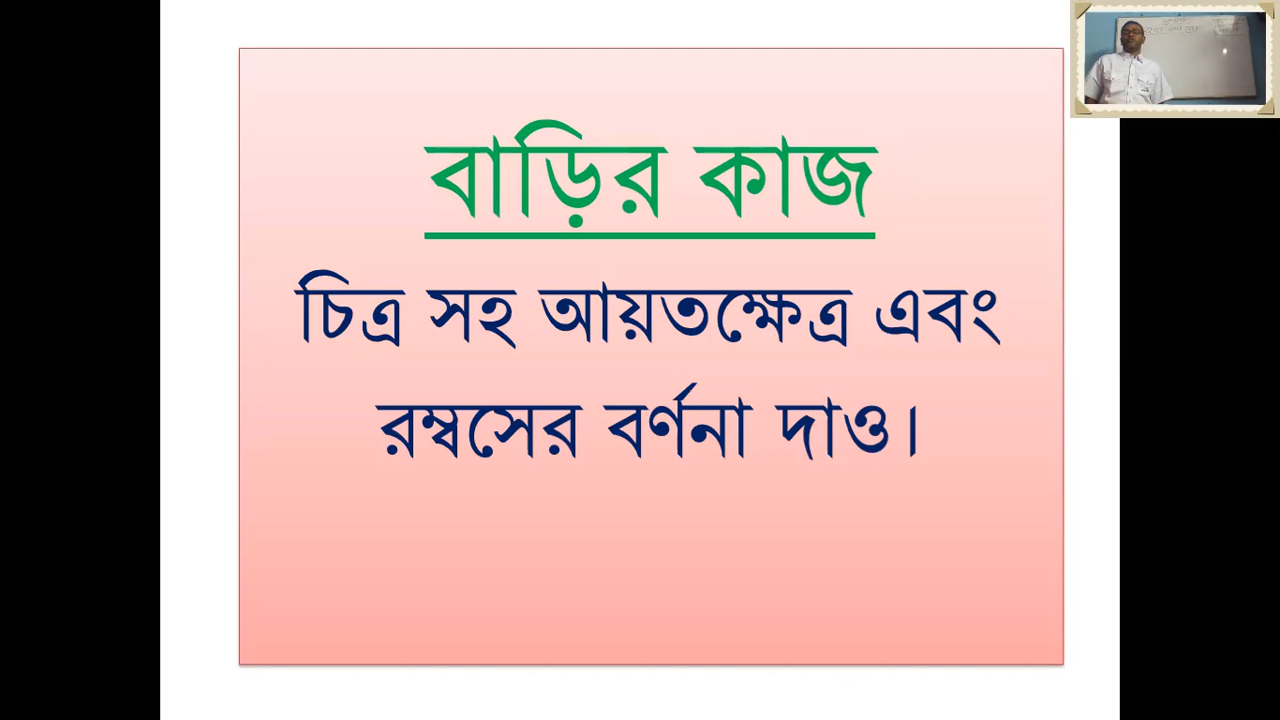 বাড়ির কাজ
চিত্র সহ আয়তক্ষেত্র এবং
রম্বসের বর্ণনা দাও।